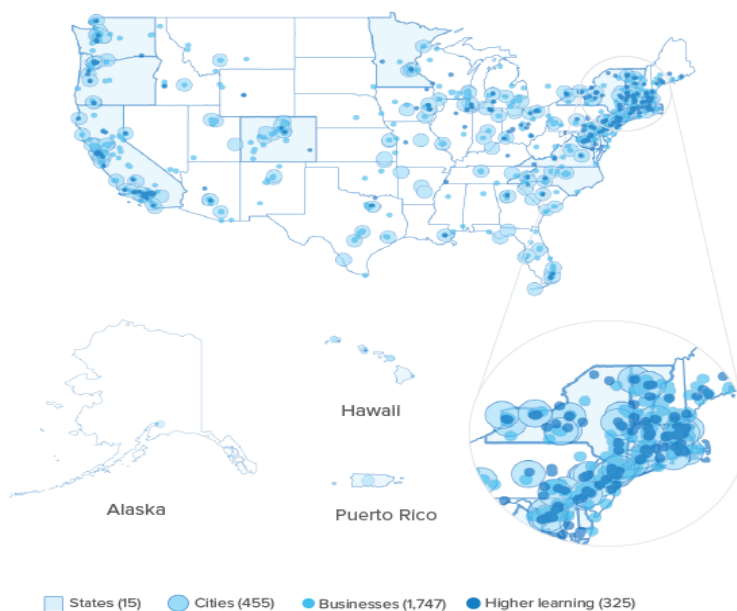 Hawaii
Alaska
Puerto Rico
States (15) Cities (455) Businesses (1,747) Higher learning (325)